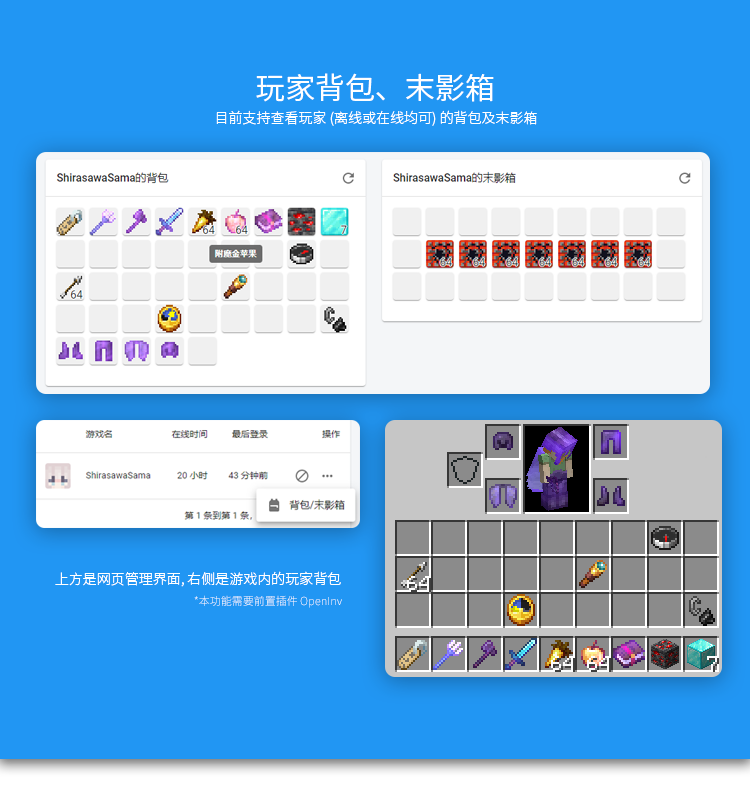 玩家背包、末影箱
目前支持查看玩家 (离线或在线均可) 的背包及末影箱
ShirasawaSama的背包
ShirasawaSama的末影箱
64 64 7
附魔金苹果
64 64 64 64 64 64 64
64
游戏名 在线时间 最后登录 操作
ShirasawaSama 20 小时 43 分钟前
背包/末影箱
第 1 条到第 1 条,
上方是网页管理界面, 右侧是游戏内的玩家背包
*本功能需要前置插件 OpenInv
64
64 64 7